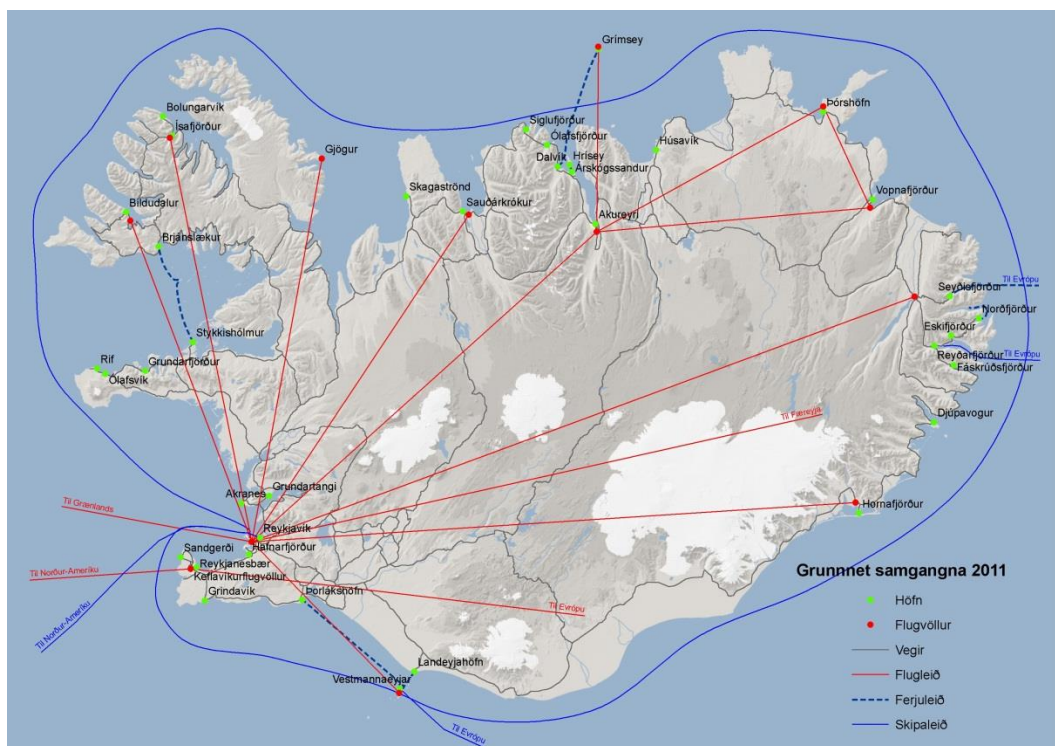 Grímsey
Bolungarvík
Ísafjörður
Gjögur
Siglufjörður
Ólafsfjörður
Dalvík
Hrísey
Árskógssandur
Húsavík
Þórshöfn
Skagaströnd
Sauðárkrókur
Vopnafjörður
Bíldudalur
Akureyri
Brjánslækur
Til Evrópu
Seyðisfjörður
Norðfjörður
Stykkishólmur
Eskifjörður
Rif
Grundarfjörður
Reyðarfjörður
Til Evrópu
Ólafsvík
Fáskrúðsfjörður
Til Færeyja
Djúpavogur
Akranes
Grundartangi
Til Grænlands
Hornafjörður
Reykjavík
Hafnarfjörður
Sandgerði
Reykjanesbær
Til Norður-Ameríku
Keflavíkurflugvöllur
Grindavík
Þorlákshöfn
Til Evrópu
Til Norður-Ameríku
Landeyjahöfn
Vestmannaeyjar
Til Evrópu
Grunnnet samgangna 2011
Höfn
Flugvöllur
Vegir
Flugleið
Ferjuleið
Skipaleið